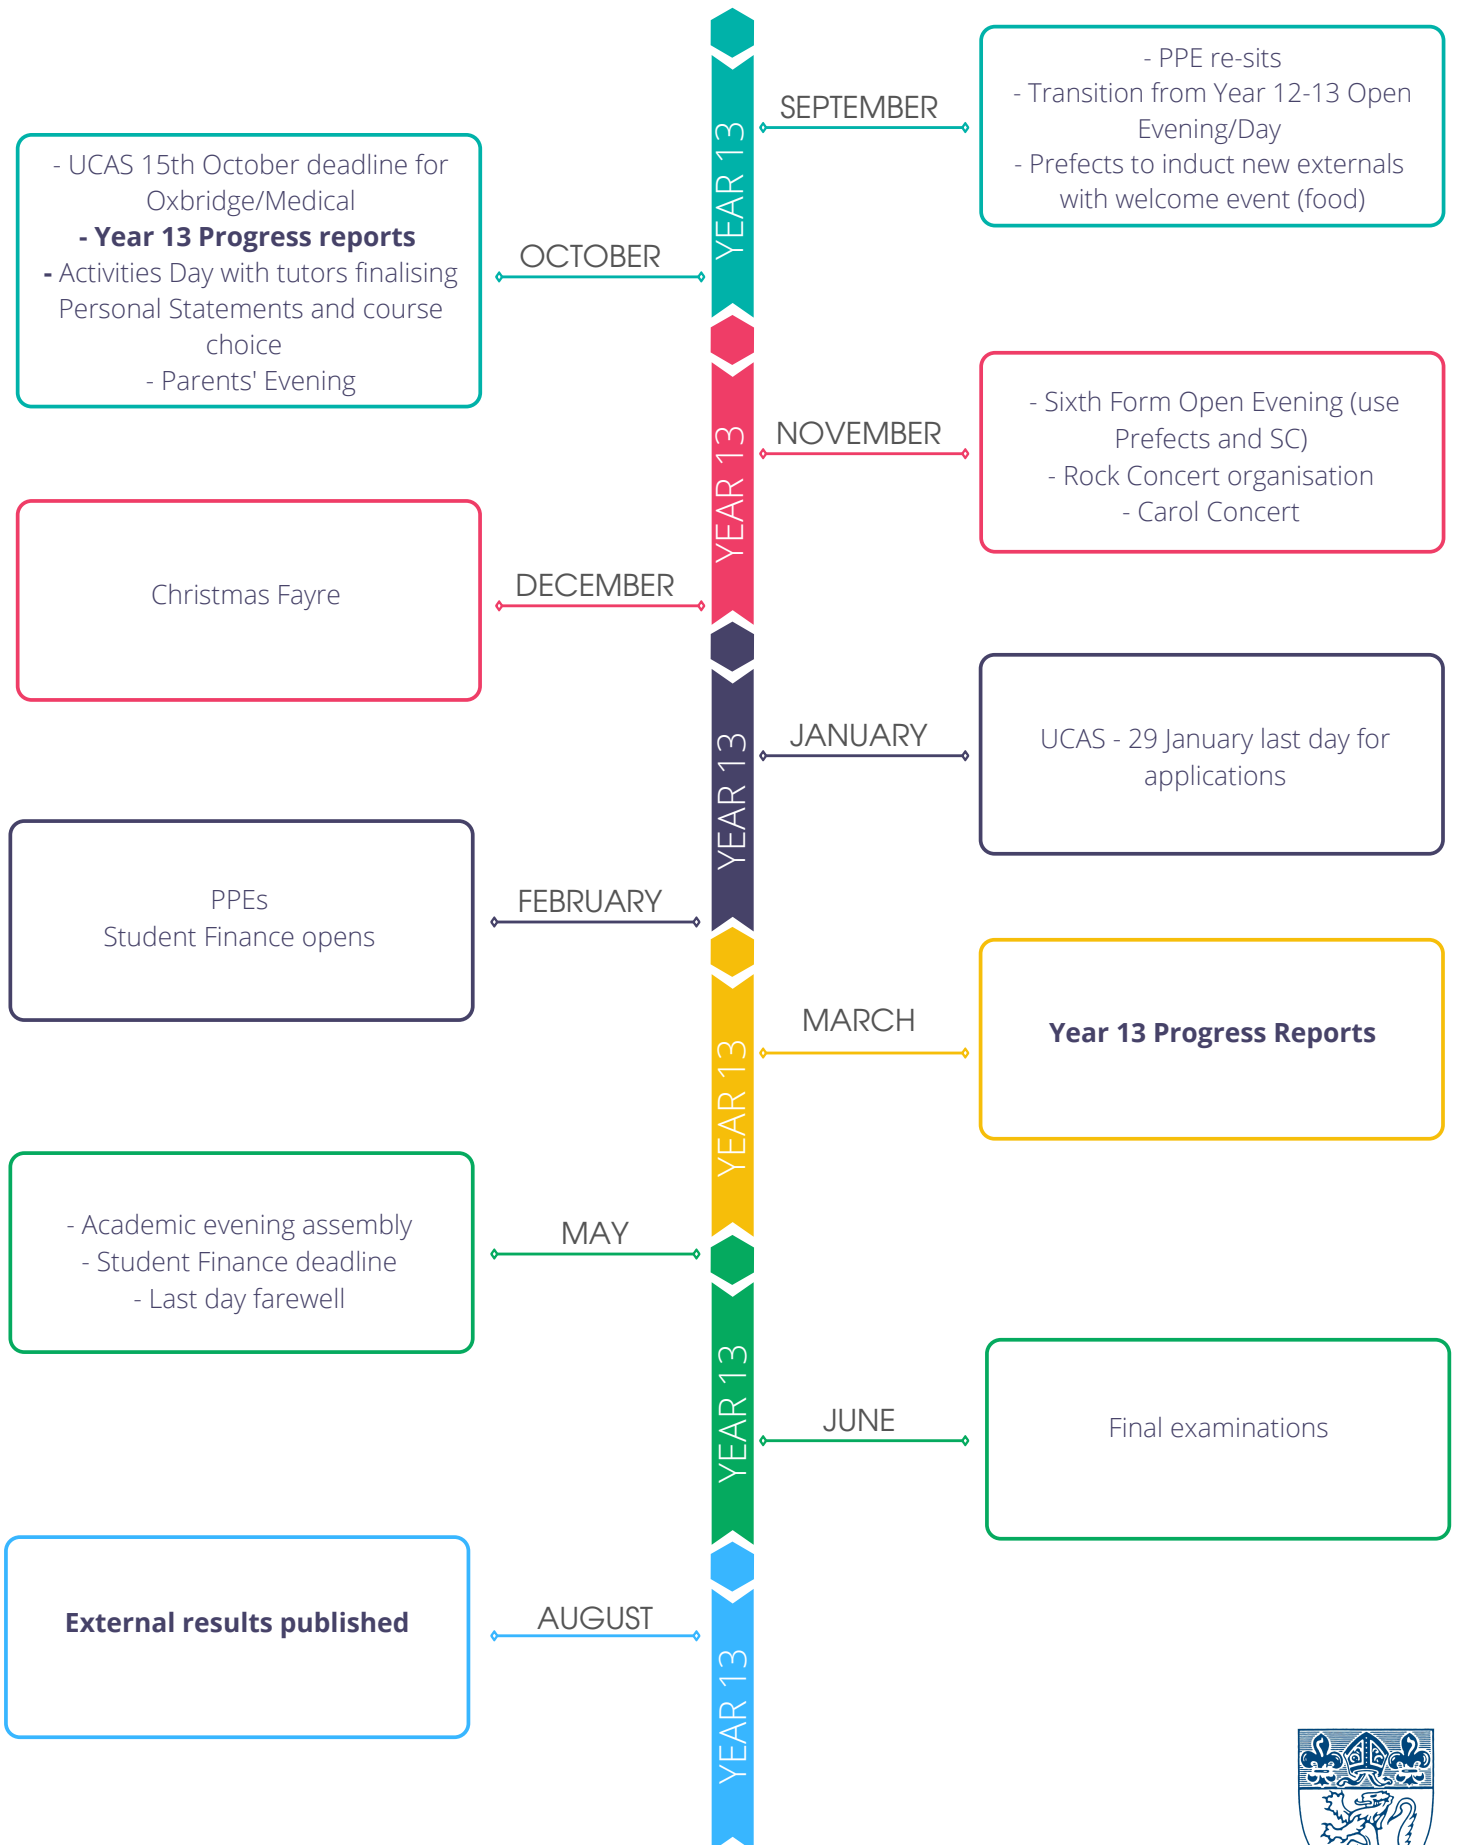 SEPTEMBER
- PPE re-sits
- Transition from Year 12-13 Open
Evening/Day
- Prefects to induct new externals
with welcome event (food)
YEAR 13
OCTOBER
- UCAS 15th October deadline for
Oxbridge/Medical
- Year 13 Progress reports
- Activities Day with tutors finalising
Personal Statements and course
choice
- Parents' Evening
NOVEMBER
- Sixth Form Open Evening (use
Prefects and SC)
- Rock Concert organisation
- Carol Concert
YEAR 13
DECEMBER
Christmas Fayre
JANUARY
UCAS - 29 January last day for
applications
YEAR 13
FEBRUARY
PPEs
Student Finance opens
MARCH
Year 13 Progress Reports
YEAR 13
MAY
- Academic evening assembly
- Student Finance deadline
- Last day farewell
YEAR 13
JUNE
Final examinations
AUGUST
External results published
YEAR 13